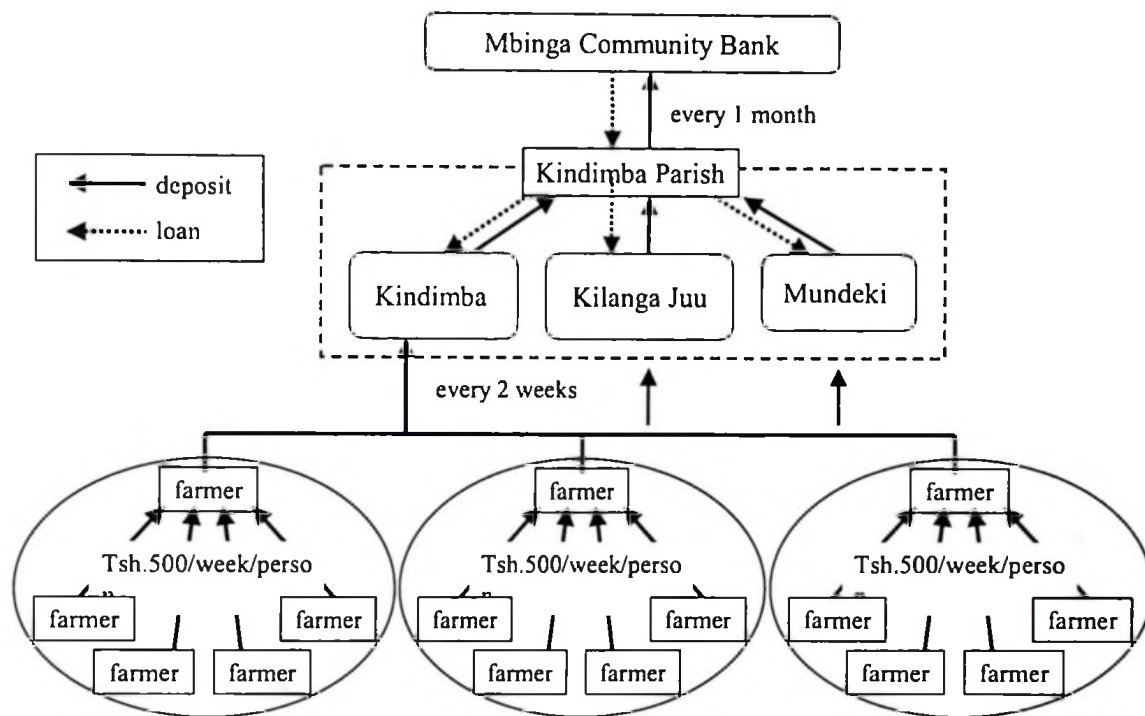 Mbinga Community Bank
every 1 month
Kindimba Parish
deposit
loan
Kindimba
Kilanga Juu
Mundeki
every 2 weeks
farmer
farmer
farmer
Tsh.500/week/perso
Tsh.500/week/perso
Tsh.500/week/perso
farmer
farmer
farmer
farmer
farmer
farmer
farmer
farmer
farmer
farmer
farmer
farmer